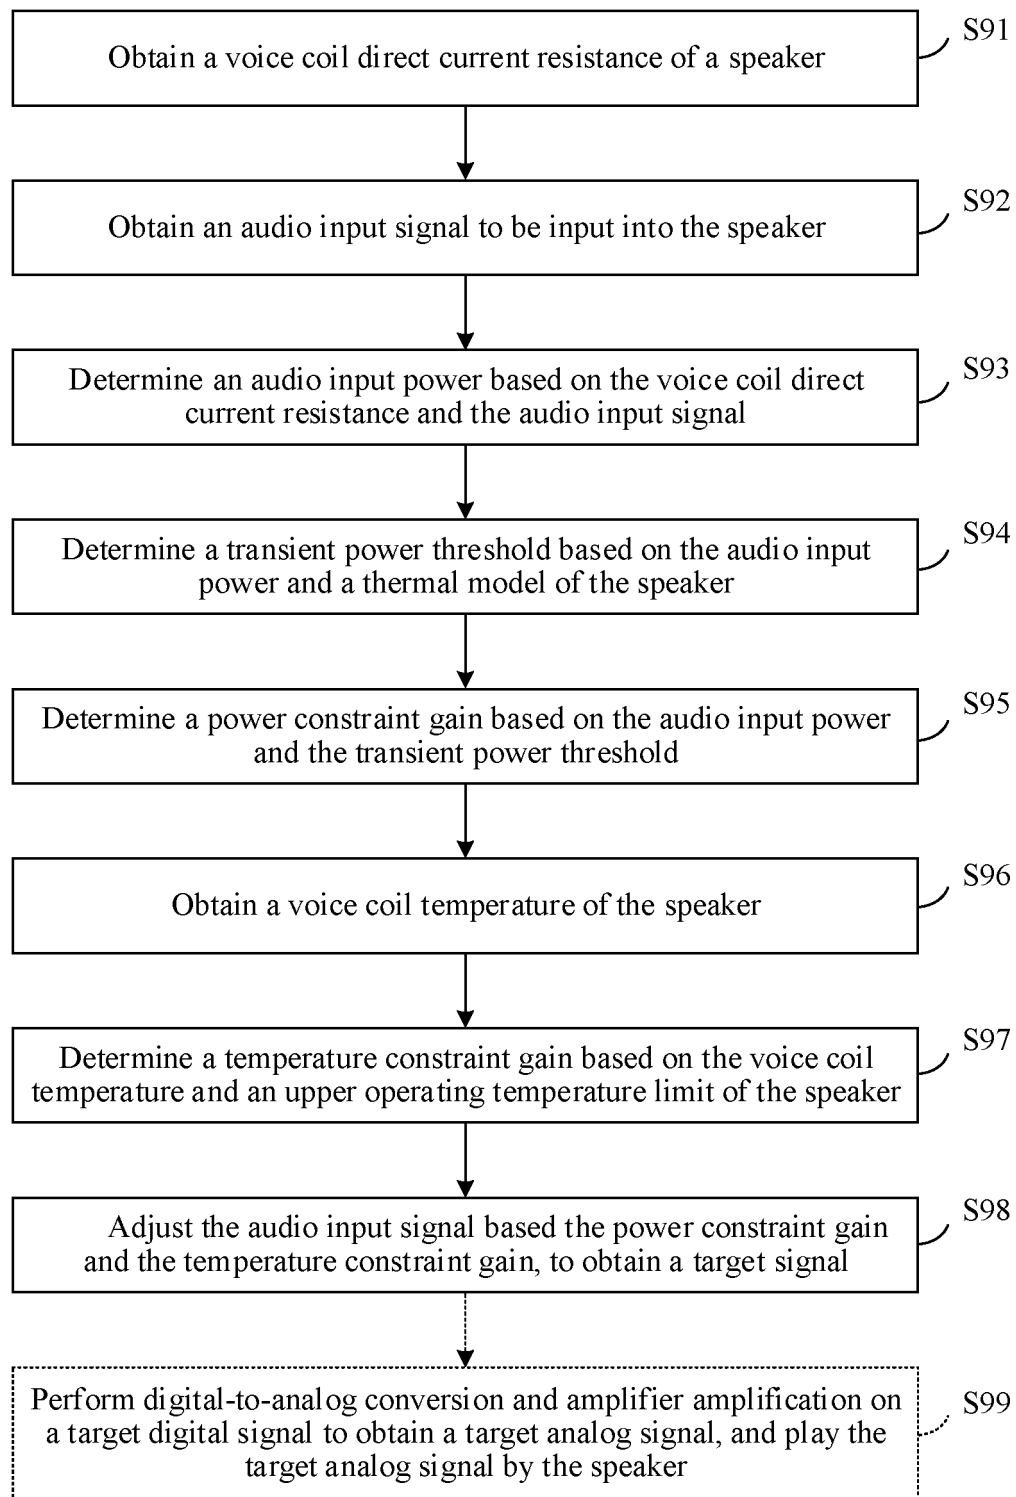 S91
Obtain a voice coil direct current resistance of a speaker
S92
Obtain an audio input signal to be input into the speaker
S93
Determine an audio input power based on the voice coil direct
current resistance and the audio input signal
S94
Determine a transient power threshold based on the audio input
power and a thermal model of the speaker
S95
Determine a power constraint gain based on the audio input power
and the transient power threshold
S96
Obtain a voice coil temperature of the speaker
S97
Determine a temperature constraint gain based on the voice coil
temperature and an upper operating temperature limit of the speaker
S98
Adjust the audio input signal based the power constraint gain
and the temperature constraint gain, to obtain a target signal
S99
Perform digital-to-analog conversion and amplifier amplification on
a target digital signal to obtain a target analog signal, and play the
target analog signal by the speaker